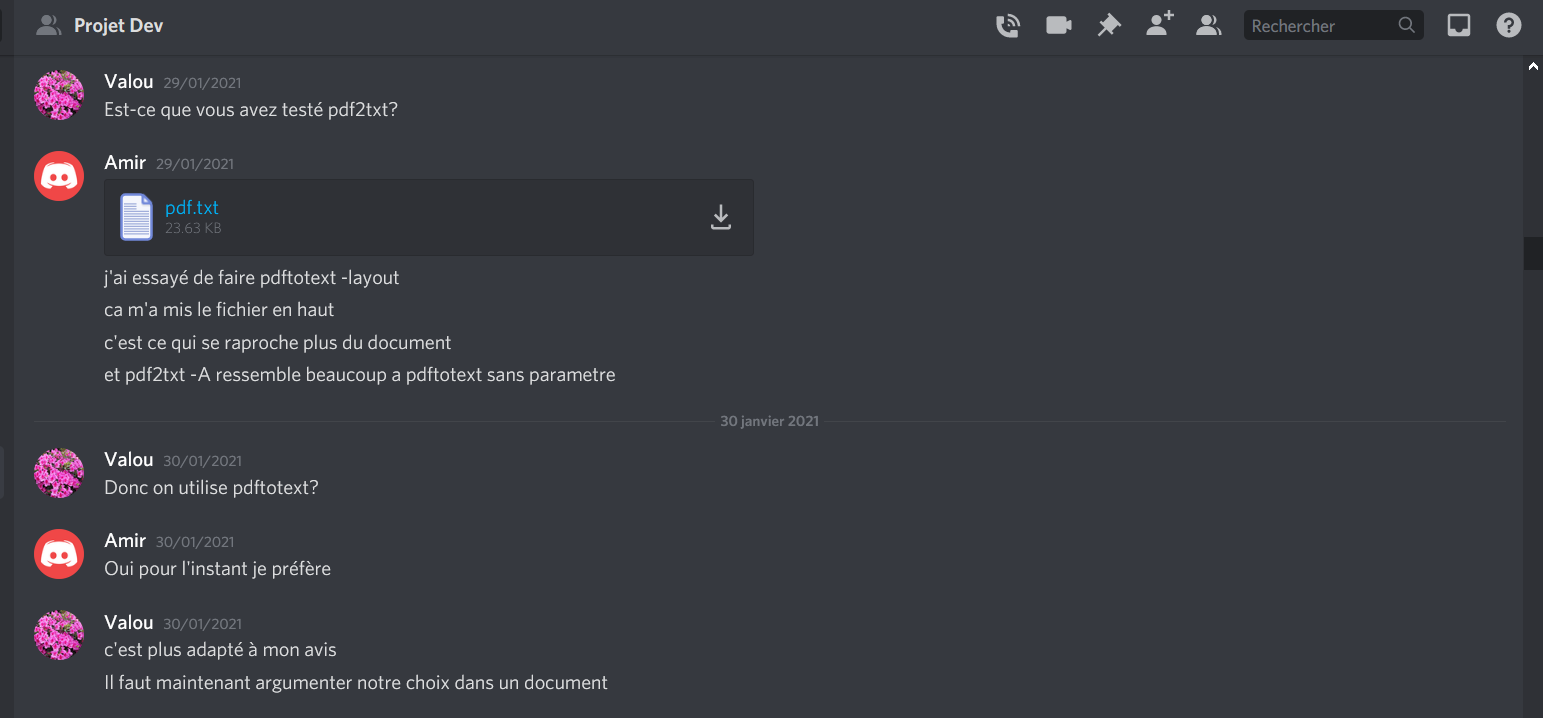 Projet Dev
Rechercher
Valou 29/01/2021
Est-ce que vous avez testé pdf2txt?
Amir 29/01/2021
pdf.txt
23.63 KB
j'ai essayé de faire pdftotext -layout
ca m'a mis le fichier en haut
c'est ce qui se raproche plus du document
et pdf2txt -A ressemble beaucoup a pdftotext sans parametre
30 janvier 2021
Valou 30/01/2021
Donc on utilise pdftotext?
Amir 30/01/2021
Oui pour l'instant je préfère
Valou 30/01/2021
c'est plus adapté à mon avis
Il faut maintenant argumenter notre choix dans un document